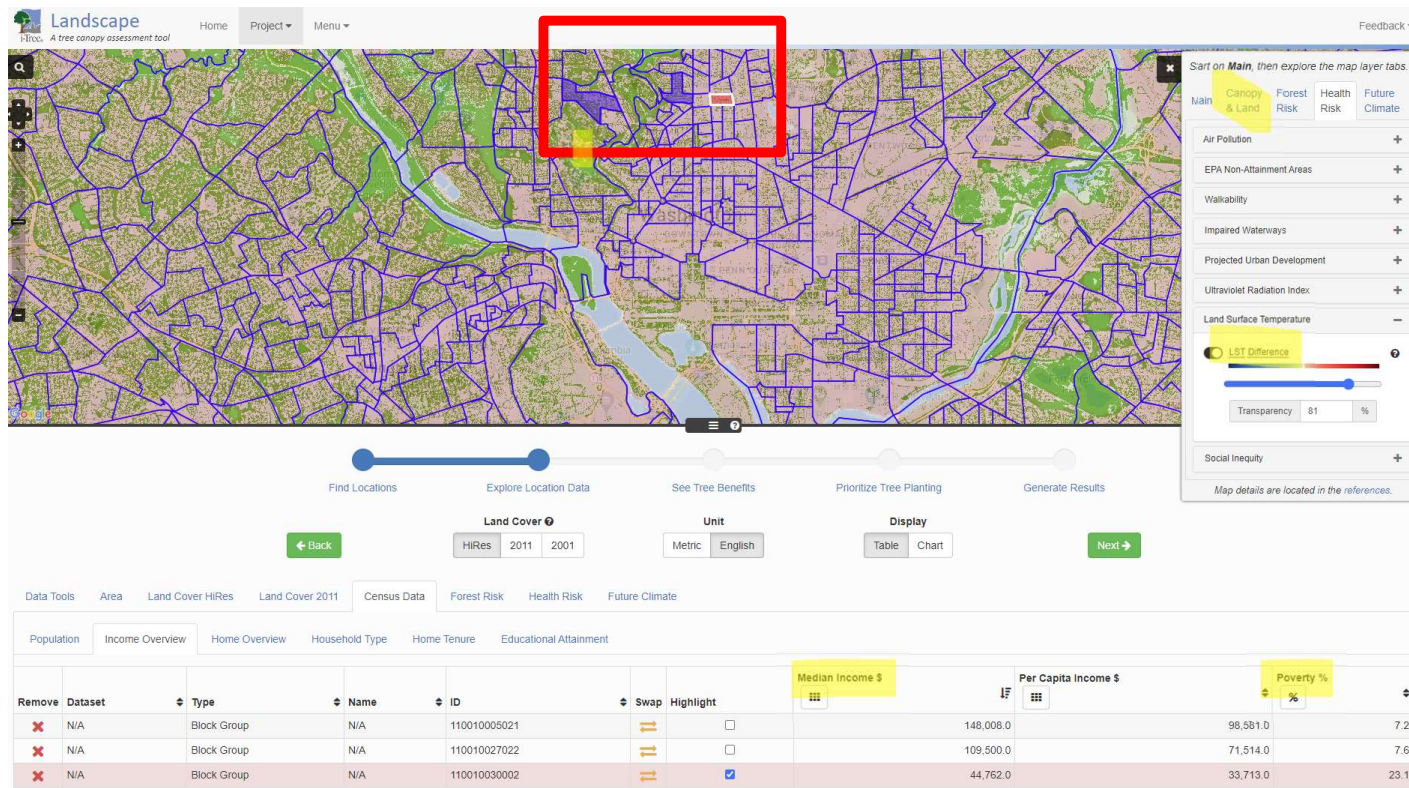 Landscape
i-Tree. A tree canopy assessment tool
Home Project Menu
Feedback
Start on Main, then explore the map layer tabs.
Main Canopy & Land Forest Risk Health Risk Future Climate
Air Pollution
EPA Non-Attainment Areas
Walkability
Impaired Waterways
Projected Urban Development
Ultraviolet Radiation Index
Land Surface Temperature
LST Difference
Transparency 81 %
Social Inequity
Map details are located in the references.
PENN QUARTER
Google
Find Locations Explore Location Data See Tree Benefits Prioritize Tree Planting Generate Results
Land Cover Unit Display
← Back HiRes 2011 2001 Metric English Table Chart Next →
Data Tools Area Land Cover HiRes Land Cover 2011 Census Data Forest Risk Health Risk Future Climate
Population Income Overview Home Overview Household Type Home Tenure Educational Attainment
Remove Dataset Type Name ID Swap Highlight Median Income $ Per Capita Income $ Poverty %
%
N/A Block Group N/A 110010005021 148,008.0 98,581.0 7.2
N/A Block Group N/A 110010027022 109,500.0 71,514.0 7.6
N/A Block Group N/A 110010030002 44,762.0 33,713.0 23.1